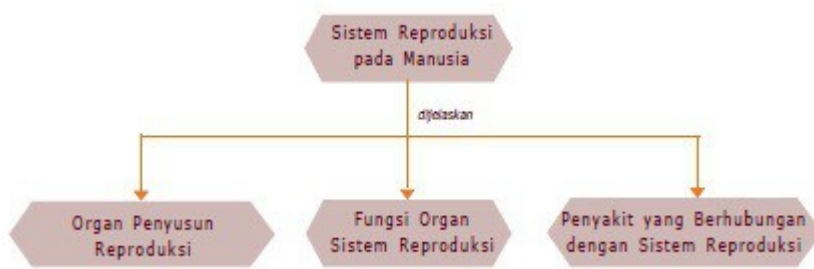 Sistem Reproduksi
pada Manusia
dijelaskan
Organ Penyusun
Reproduksi
Fungsi Organ
Sistem Reproduksi
Penyakit yang Berhubungan
dengan Sistem Reproduksi